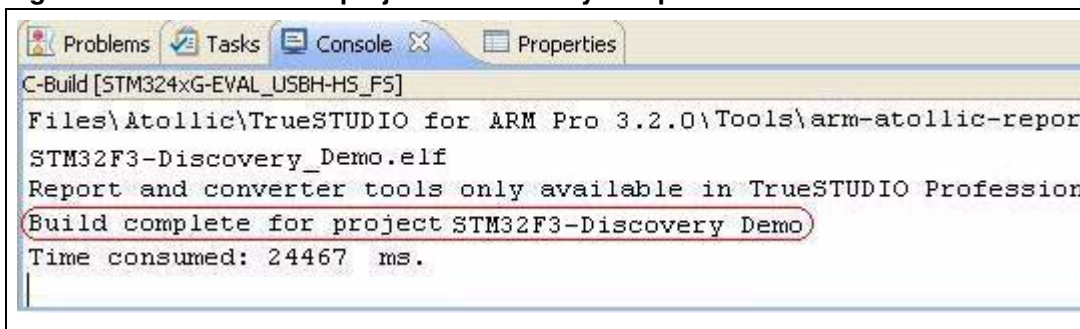 Problems Tasks Console Properties
C-Build [STM324xG-EVAL_USBH-HS_FS]
Files\Atollic\TrueSTUDIO for ARM Pro 3.2.0\Tools\arm-atollic-repor
STM32F3-Discovery_Demo.elf
Report and converter tools only available in TrueSTUDIO Profession
Build complete for project STM32F3-Discovery Demo
Time consumed: 24467 ms.